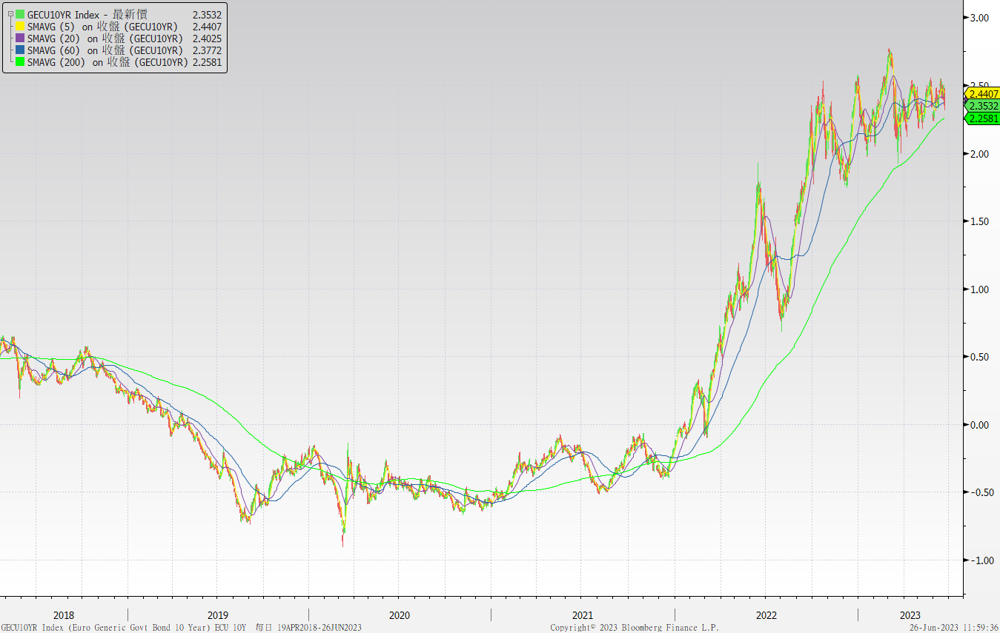 GECU10YR Index - 最新價 2.3532
SMAVG (5) on 收盤 (GECU10YR) 2.4407
SMAVG (20) on 收盤 (GECU10YR) 2.4025
SMAVG (60) on 收盤 (GECU10YR) 2.3772
SMAVG (200) on 收盤 (GECU10YR) 2.2581
3.00
2.50
2.4407
2.3532
2.2581
2.00
1.50
1.00
0.50
0.00
-0.50
-1.00
2018 2019 2020 2021 2022 2023
GECU10YR Index (Euro Generic Govt Bond 10 Year) ECU 10Y 每日 19APR2018-26JUN2023 Copyright© 2023 Bloomberg Finance L.P. 26-Jun-2023 11:59:36